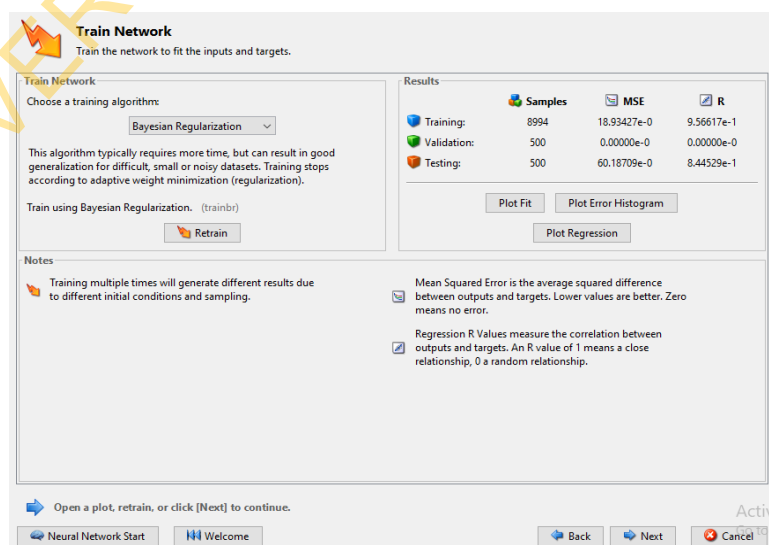 Train Network
Train the network to fit the inputs and targets.
Train Network
Choose a training algorithm:
Bayesian Regularization
This algorithm typically requires more time, but can result in good
generalization for difficult, small or noisy datasets. Training stops
according to adaptive weight minimization (regularization).
Train using Bayesian Regularization. (trainbr)
Retrain
Results
Samples MSE R
Training: 8994 18.93427e-0 9.56617e-1
Validation: 500 0.00000e-0 0.00000e-0
Testing: 500 60.18709e-0 8.44529e-1
Plot Fit Plot Error Histogram
Plot Regression
Notes
Training multiple times will generate different results due
to different initial conditions and sampling.
Mean Squared Error is the average squared difference
between outputs and targets. Lower values are better. Zero
means no error.
Regression R Values measure the correlation between
outputs and targets. An R value of 1 means a close
relationship, 0 a random relationship.
Open a plot, retrain, or click [Next] to continue.
Neural Network Start Welcome Back Next Cancel